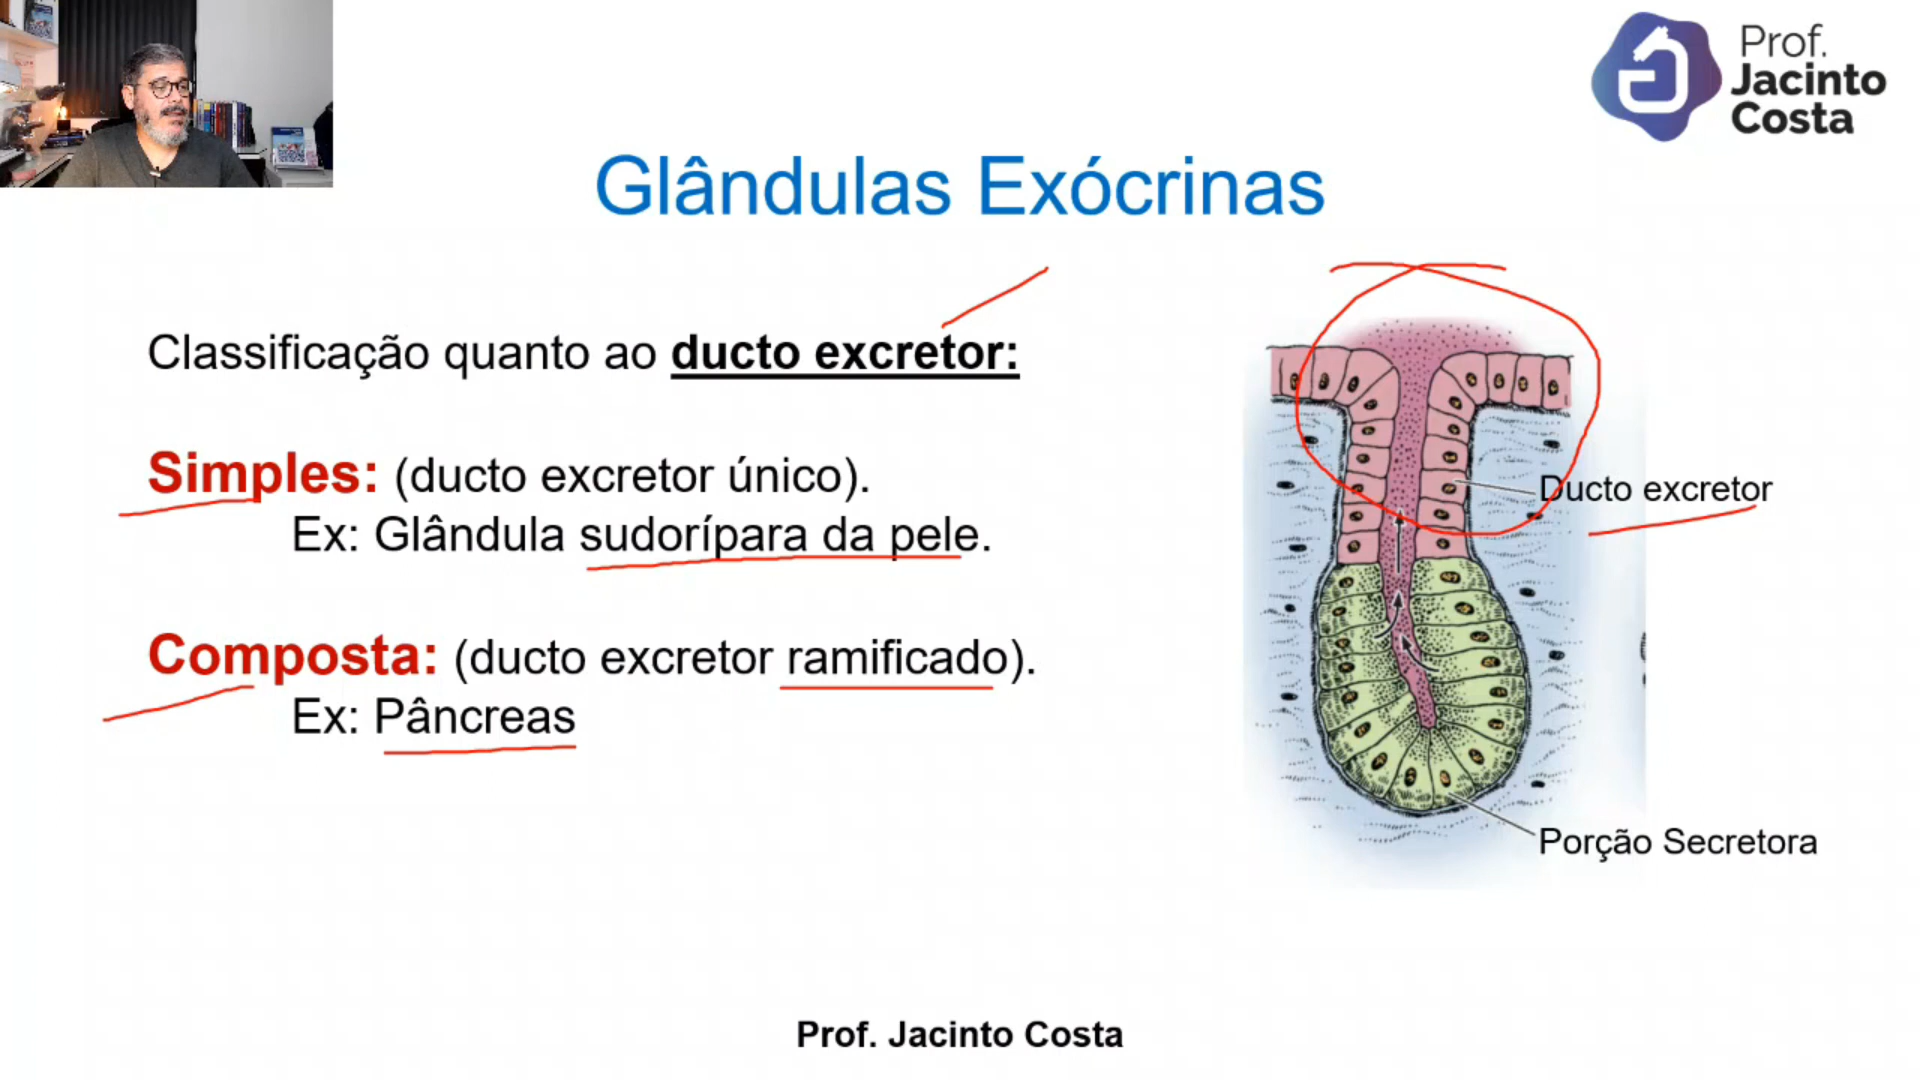 Prof.
Jacinto
Costa
Glândulas Exócrinas
Classificação quanto ao ducto excretor:
Simples: (ducto excretor único).
Ex: Glândula sudorípara da pele.
Composta: (ducto excretor ramificado).
Ex: Pâncreas
Ducto excretor
Porção Secretora
Prof. Jacinto Costa